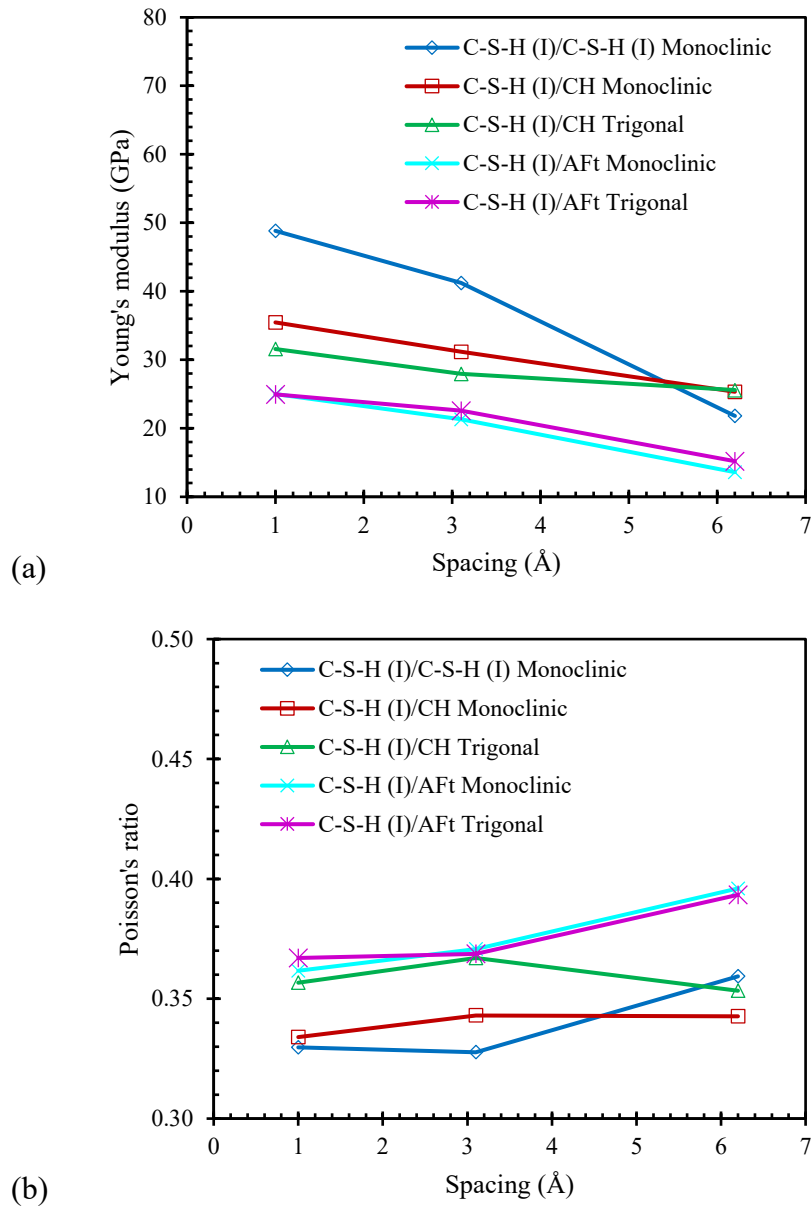 80
70
60
50
40
30
20
10
Young's modulus (GPa)
C-S-H (I)/C-S-H (I) Monoclinic
C-S-H (I)/CH Monoclinic
C-S-H (I)/CH Trigonal
C-S-H (I)/AFt Monoclinic
C-S-H (I)/AFt Trigonal
0 1 2 3 4 5 6 7
Spacing (Å)
(a)
0.50
0.45
0.40
0.35
0.30
Poisson's ratio
C-S-H (I)/C-S-H (I) Monoclinic
C-S-H (I)/CH Monoclinic
C-S-H (I)/CH Trigonal
C-S-H (I)/AFt Monoclinic
C-S-H (I)/AFt Trigonal
0 1 2 3 4 5 6 7
Spacing (Å)
(b)